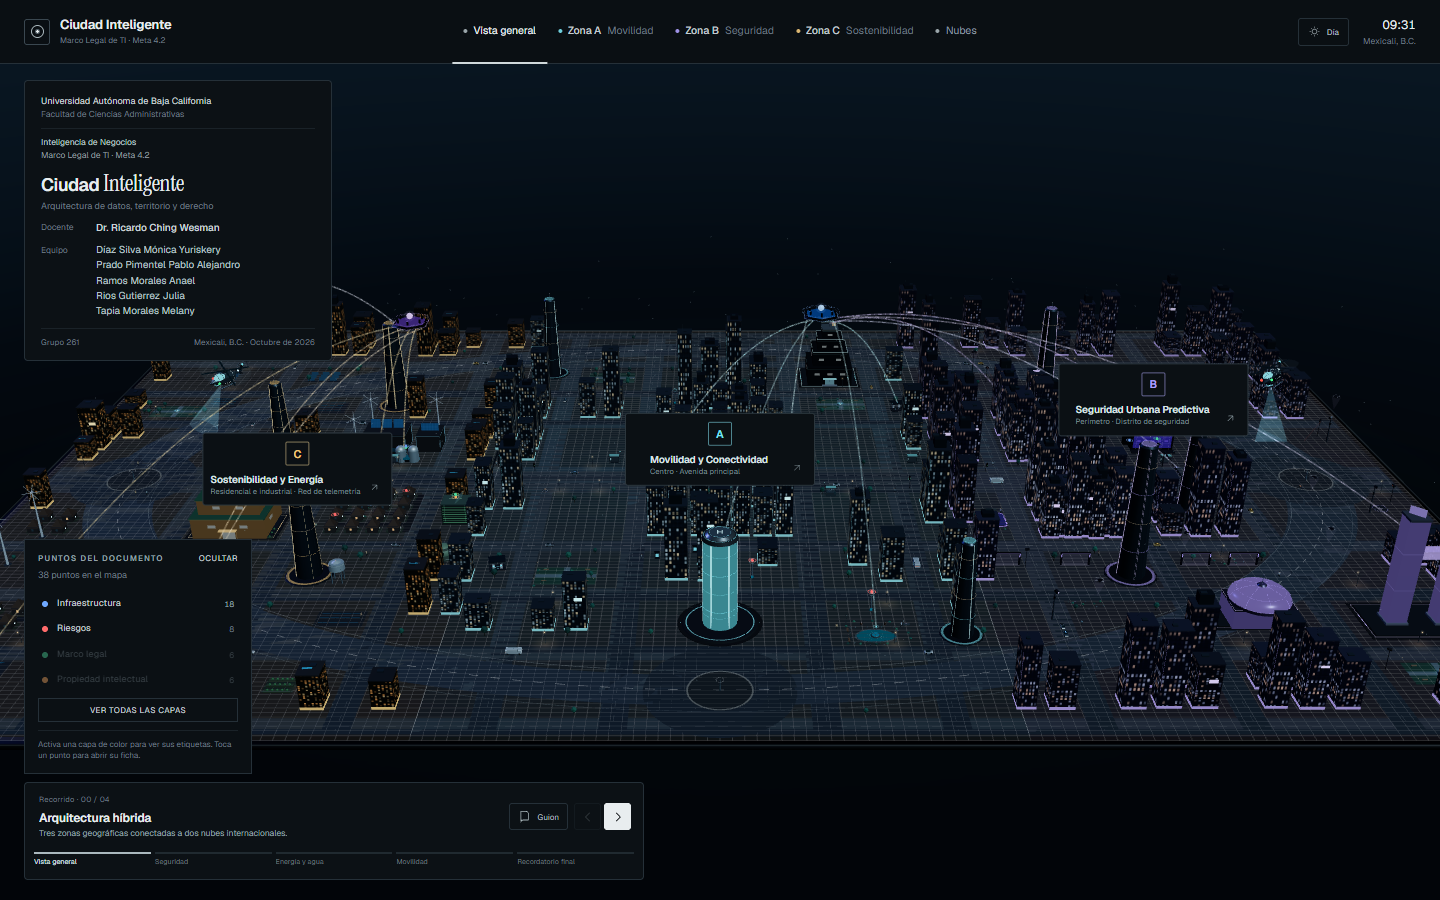 Ciudad Inteligente
Marco Legal de TI · Meta 4.2
Vista general
Zona A Movilidad
Zona B Seguridad
Zona C Sostenibilidad
Nubes
Día
09:31
Mexicali, B.C.
Universidad Autónoma de Baja California
Facultad de Ciencias Administrativas
Inteligencia de Negocios
Marco Legal de TI · Meta 4.2
Ciudad Inteligente
Arquitectura de datos, territorio y derecho
Docente Dr. Ricardo Ching Wesman
Equipo Díaz Silva Mónica Yuriskery
Prado Pimentel Pablo Alejandro
Ramos Morales Anael
Rios Gutierrez Julia
Tapia Morales Melany
Grupo 261 Mexicali, B.C. · Octubre de 2026
B
Seguridad Urbana Predictiva
Perímetro · Distrito de seguridad
A
Movilidad y Conectividad
Centro · Avenida principal
C
Sostenibilidad y Energía
Residencial e industrial · Red de telemetría
H
PUNTOS DEL DOCUMENTO OCULTAR
38 puntos en el mapa
Infraestructura 18
Riesgos 8
Marco legal 6
Propiedad intelectual 6
VER TODAS LAS CAPAS
Activa una capa de color para ver sus etiquetas. Toca
un punto para abrir su ficha.
Recorrido · 00 / 04
Arquitectura híbrida
Tres zonas geográficas conectadas a dos nubes internacionales.
Guion
Vista general
Seguridad
Energía y agua
Movilidad
Recordatorio final